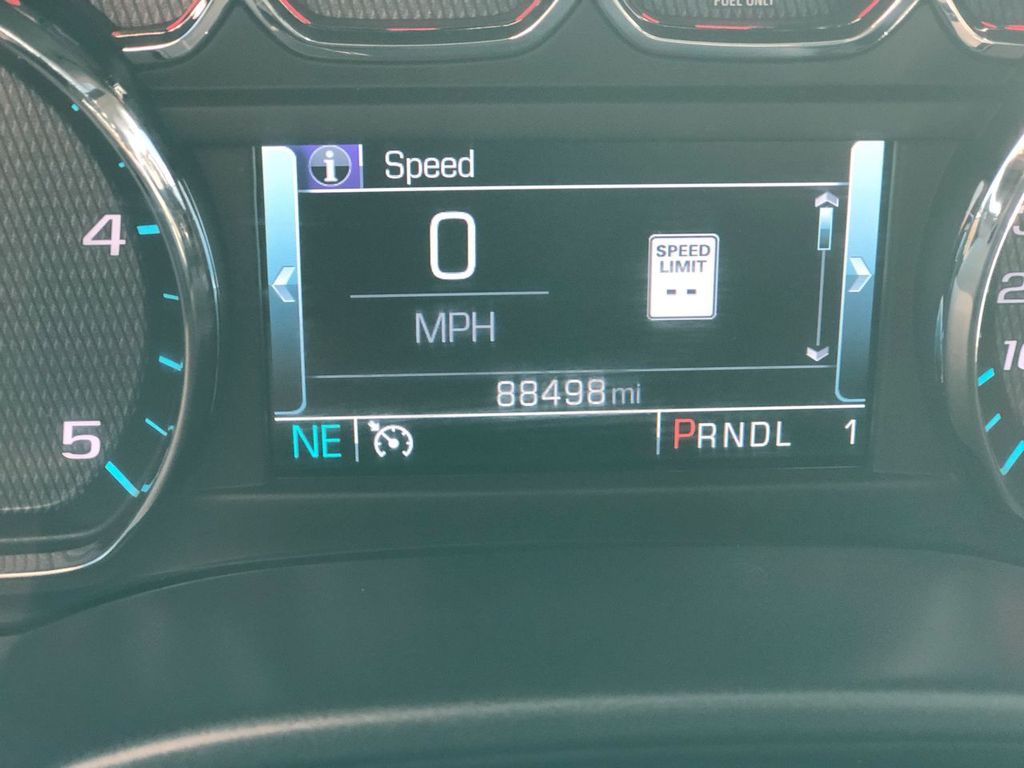 FUEL ONLY
i Speed
4
0
SPEED
LIMIT
--
MPH
5
88498 mi
NE
PRNDL 1